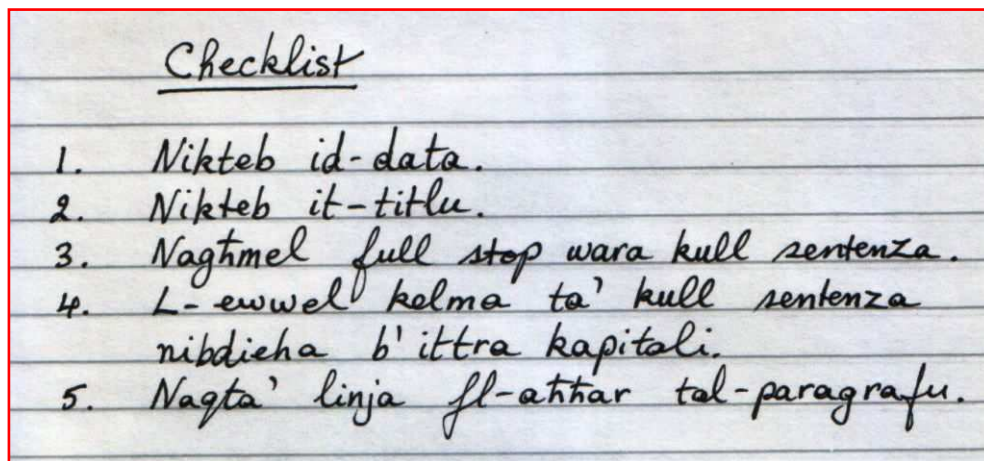 Checklist
1. Nikteb id-data.
2. Nikteb it-titlu.
3. Nagħmel full stop wara kull sentenza.
4. L-ewwel kelma ta' kull sentenza
nibdieha b' ittra kapitali.
5. Naqta' linja fl-aħħar tal-paragrafu.